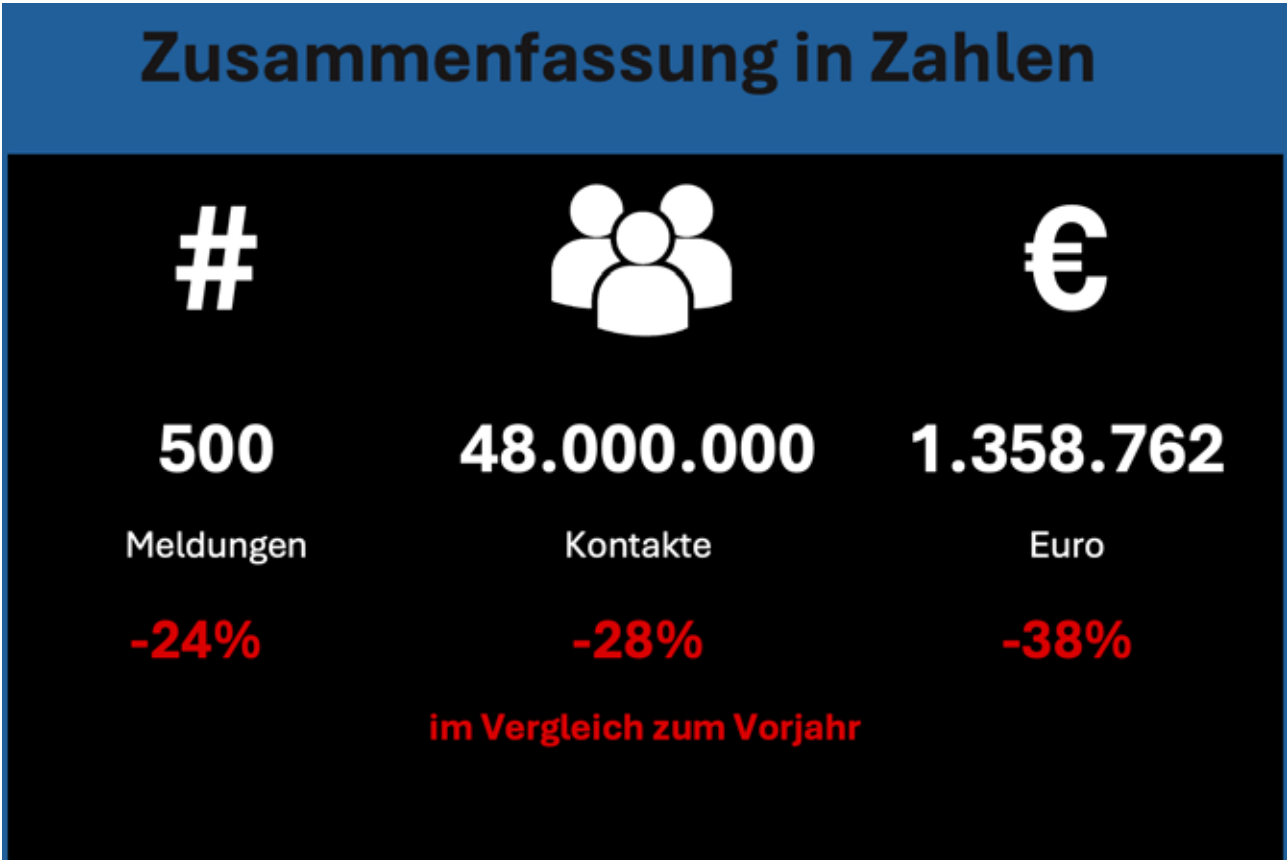 Zusammenfassung in Zahlen
# €
500 48.000.000 1.358.762
Meldungen Kontakte Euro
-24% -28% -38%
im Vergleich zum Vorjahr